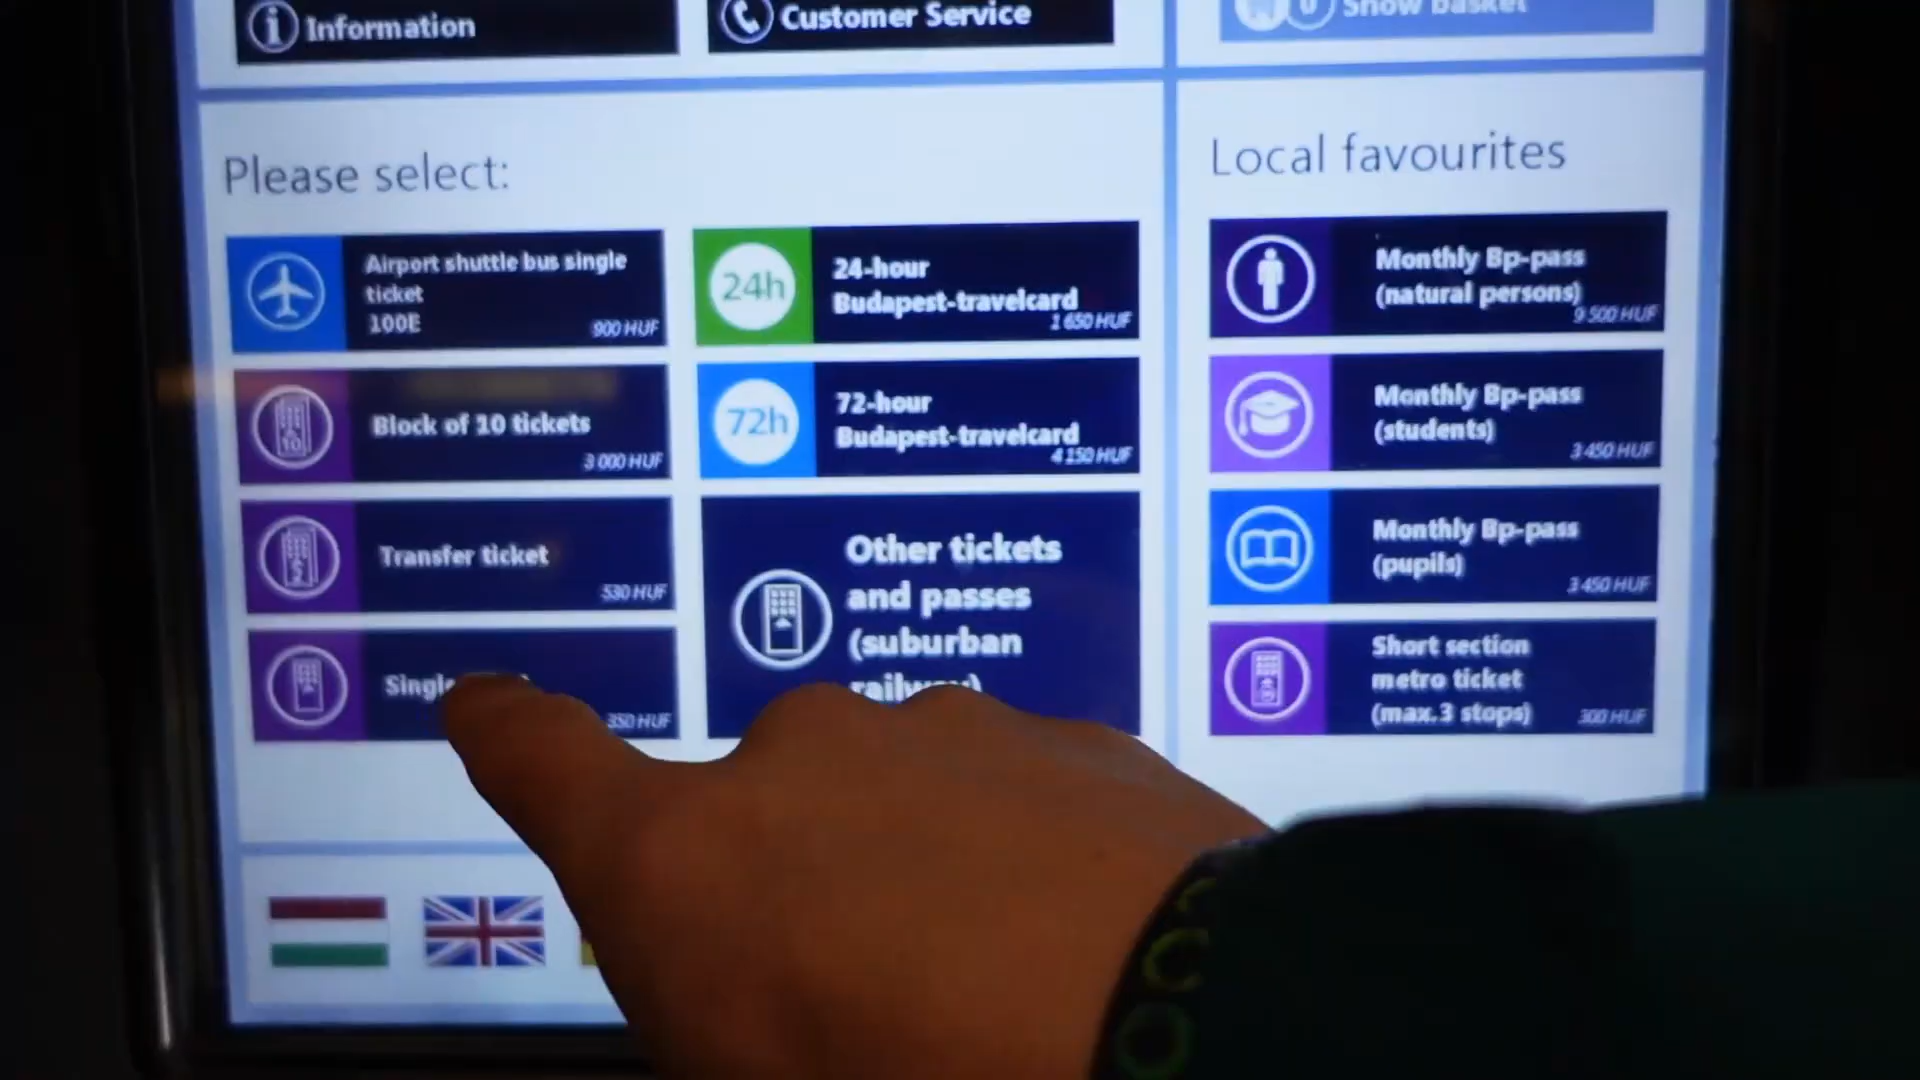 Information
Customer Service
Show basket
Please select:
Airport shuttle bus single
ticket
100E
900 HUF
Block of 10 tickets
3 000 HUF
Transfer ticket
530 HUF
350 HUF
24h
24-hour
Budapest-travelcard
1 650 HUF
72h
72-hour
Budapest-travelcard
4 150 HUF
Other tickets
and passes
(suburban
railway)
Local favourites
Monthly Bp-pass
(natural persons)
9 500 HUF
Monthly Bp-pass
(students)
3 450 HUF
Monthly Bp-pass
(pupils)
3 450 HUF
Short section
metro ticket
(max.3 stops)
300 HUF